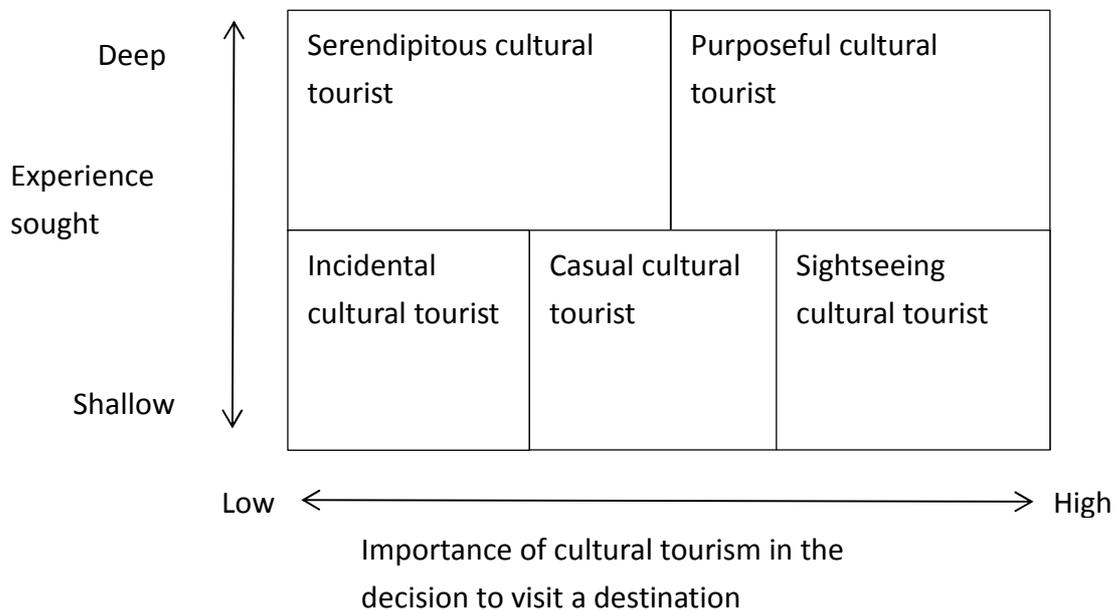 Deep
Experience
sought
Shallow
Serendipitous cultural
tourist
Purposeful cultural
tourist
Incidental
cultural tourist
Casual cultural
tourist
Sightseeing
cultural tourist
Low
High
Importance of cultural tourism in the
decision to visit a destination